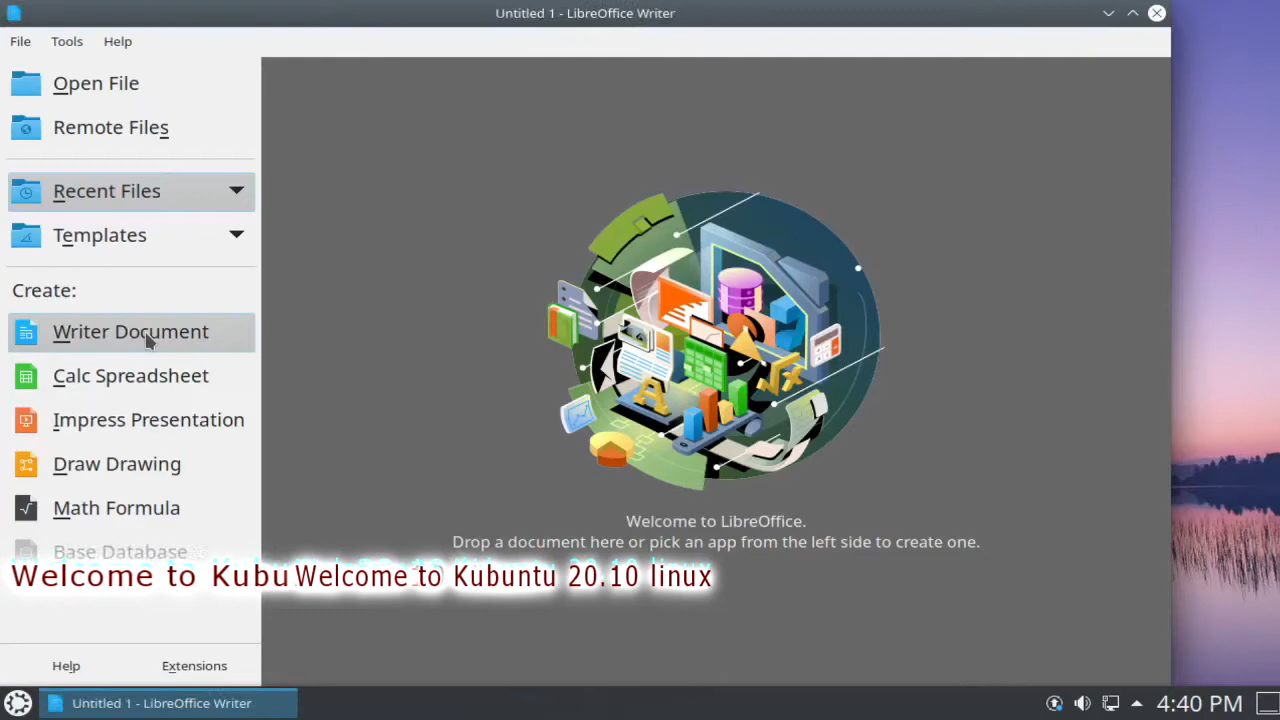 Untitled 1 - LibreOffice Writer
File Tools Help
Open File
Remote Files
Recent Files
Templates
Create:
Writer Document
Calc Spreadsheet
Impress Presentation
Draw Drawing
Math Formula
Base Database
Welcome to LibreOffice.
Drop a document here or pick an app from the left side to create one.
Welcome to Kubu Welcome to Kubuntu 20.10 linux
Help Extensions
Untitled 1 - LibreOffice Writer
4:40 PM